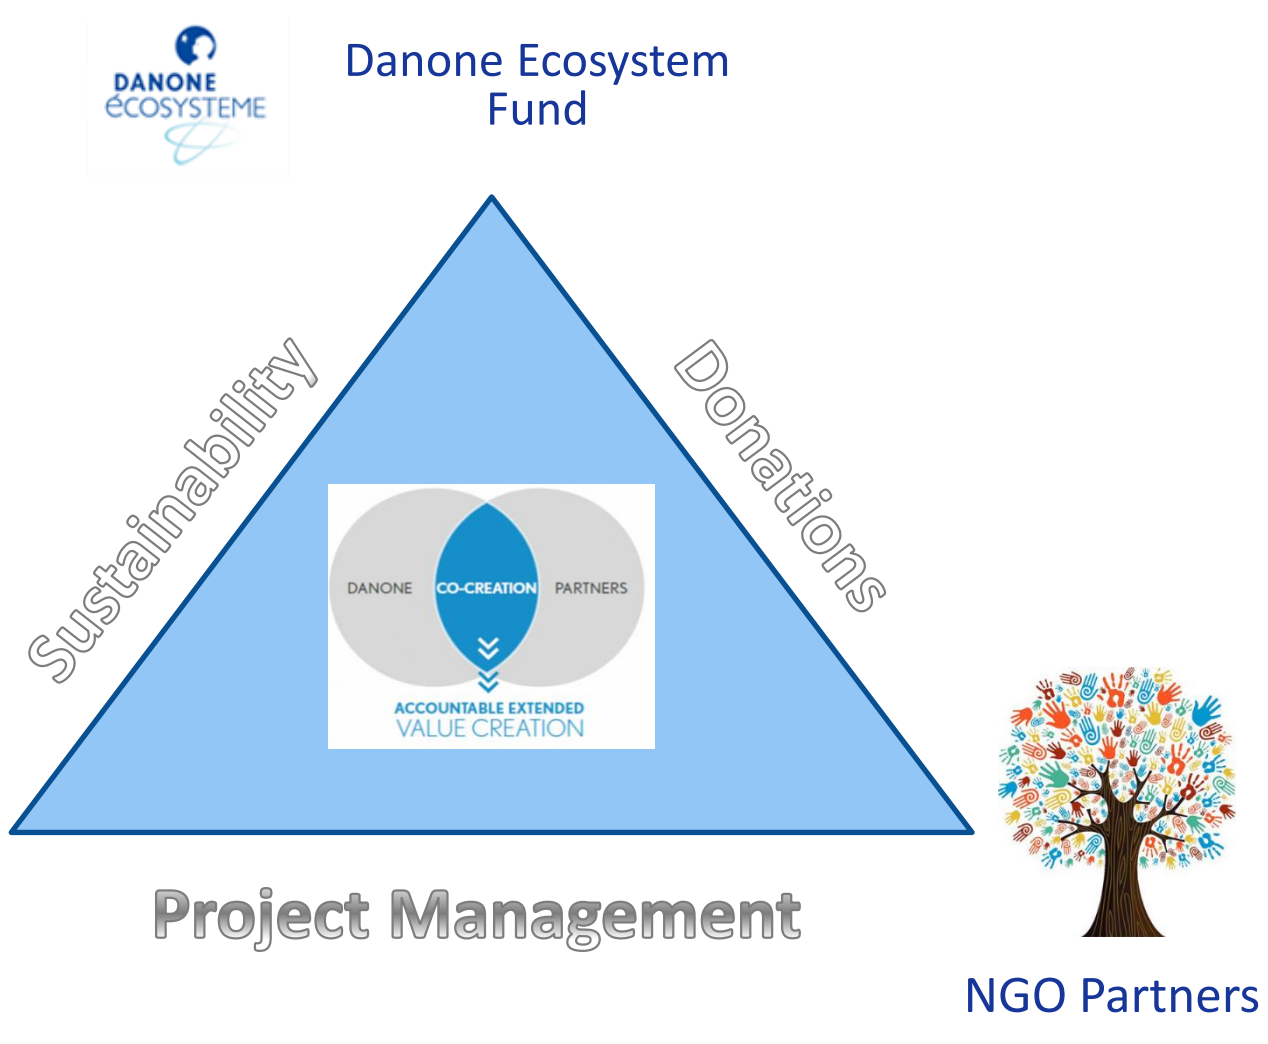 DANONE
éCOSYSTEME
Danone Ecosystem
Fund
Sustainability
Donations
DANONE
CO-CREATION
PARTNERS
ACCOUNTABLE EXTENDED
VALUE CREATION
Project Management
NGO Partners